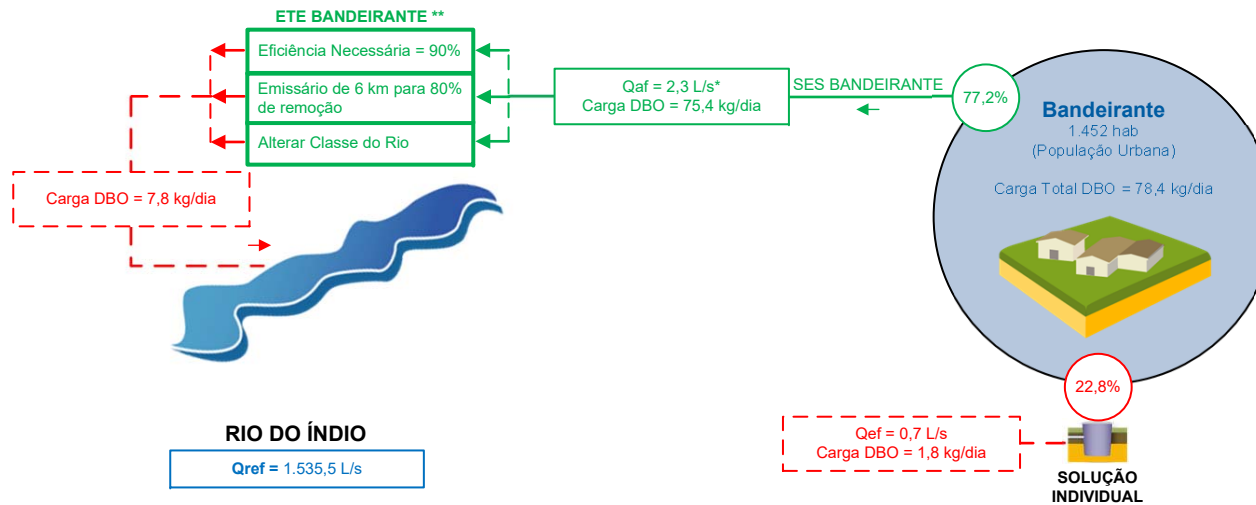 ETE BANDEIRANTE **
Eficiência Necessária = 90%
Emissário de 6 km para 80%
de remoção
Alterar Classe do Rio
Qaf = 2,3 L/s*
Carga DBO = 75,4 kg/dia
SES BANDEIRANTE
77,2%
Bandeirante
1.452 hab
(População Urbana)
Carga Total DBO = 78,4 kg/dia
Carga DBO = 7,8 kg/dia
22,8%
RIO DO ÍNDIO
Qref = 1.535,5 L/s
Qef = 0,7 L/s
Carga DBO = 1,8 kg/dia
SOLUÇÃO
INDIVIDUAL